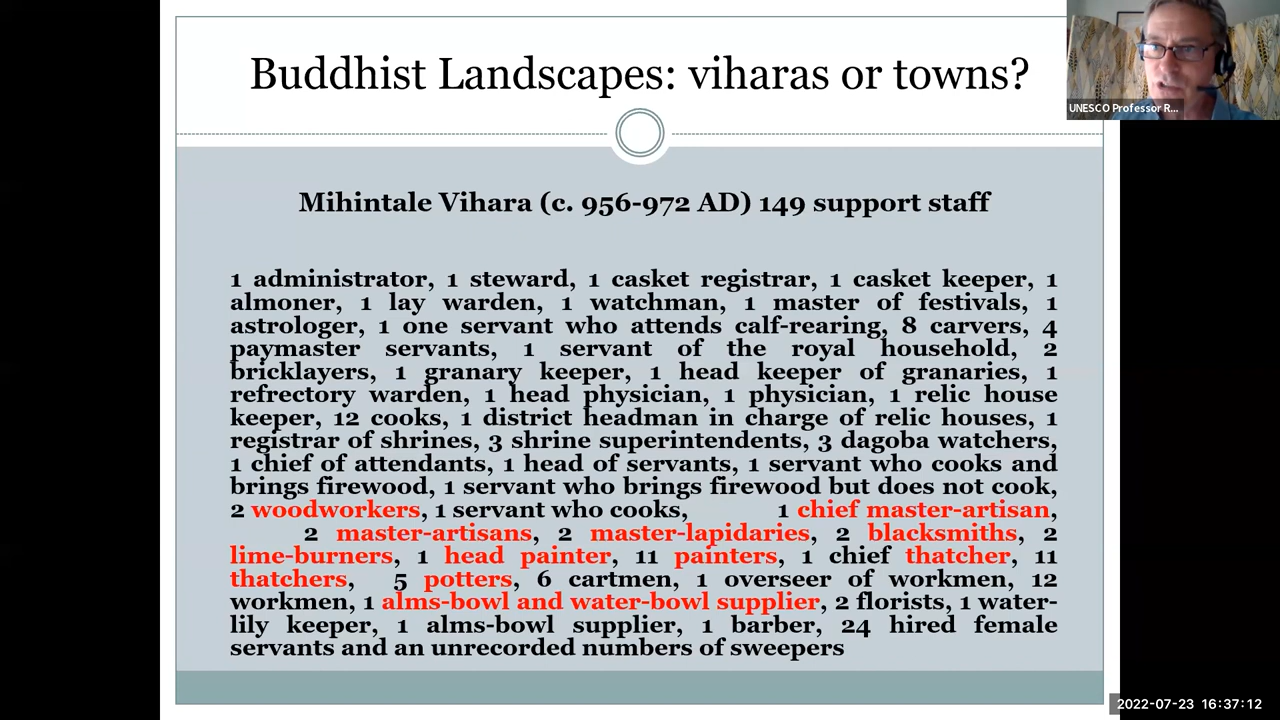 Buddhist Landscapes: viharas or towns?
UNESCO Professor R...
Mihintale Vihara (c. 956-972 AD) 149 support staff
1 administrator, 1 steward, 1 casket registrar, 1 casket keeper, 1
almoner, 1 lay warden, 1 watchman, 1 master of festivals, 1
astrologer, 1 one servant who attends calf-rearing, 8 carvers, 4
paymaster servants, 1 servant of the royal household, 2
bricklayers, 1 granary keeper, 1 head keeper of granaries, 1
refrectory warden, 1 head physician, 1 physician, 1 relic house
keeper, 12 cooks, 1 district headman in charge of relic houses, 1
registrar of shrines, 3 shrine superintendents, 3 dagoba watchers,
1 chief of attendants, 1 head of servants, 1 servant who cooks and
brings firewood, 1 servant who brings firewood but does not cook,
2 woodworkers, 1 servant who cooks, 1 chief master-artisan,
2 master-artisans, 2 master-lapidaries, 2 blacksmiths, 2
lime-burners, 1 head painter, 11 painters, 1 chief thatcher, 11
thatchers, 5 potters, 6 cartmen, 1 overseer of workmen, 12
workmen, 1 alms-bowl and water-bowl supplier, 2 florists, 1 water-
lily keeper, 1 alms-bowl supplier, 1 barber, 24 hired female
servants and an unrecorded numbers of sweepers
2022-07-23 16:37:12